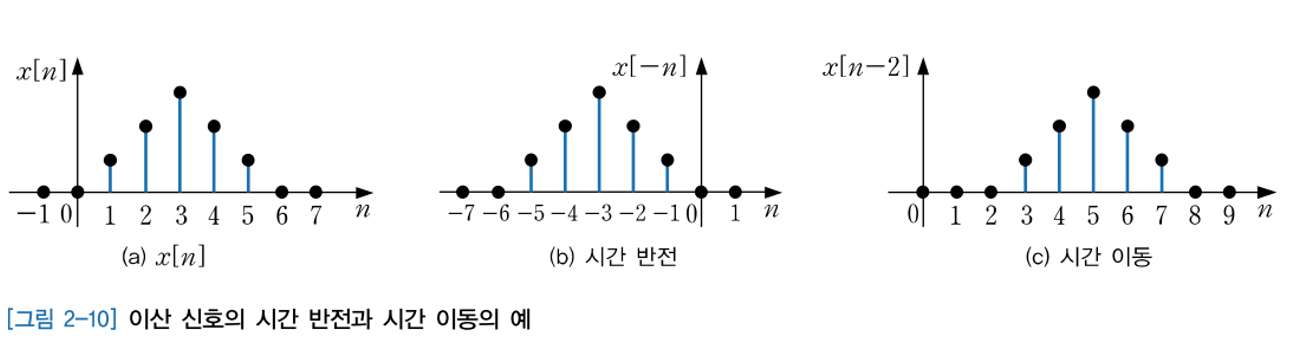 x[n]
−1 0 1 2 3 4 5 6 7 n
(a) x[n]
x[−n]
−7 −6 −5 −4 −3 −2 −1 0 1 n
(b) 시간 반전
x[n−2]
0 1 2 3 4 5 6 7 8 9 n
(c) 시간 이동
[그림 2-10] 이산 신호의 시간 반전과 시간 이동의 예